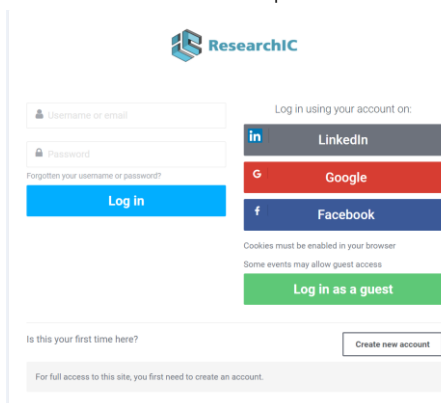 ResearchIC
Username or email
Password
Forgotten your username or password?
Log in
Log in using your account on:
in LinkedIn
G Google
f Facebook
Cookies must be enabled in your browser
Some events may allow guest access
Log in as a guest
Is this your first time here?
Create new account
For full access to this site, you first need to create an account.